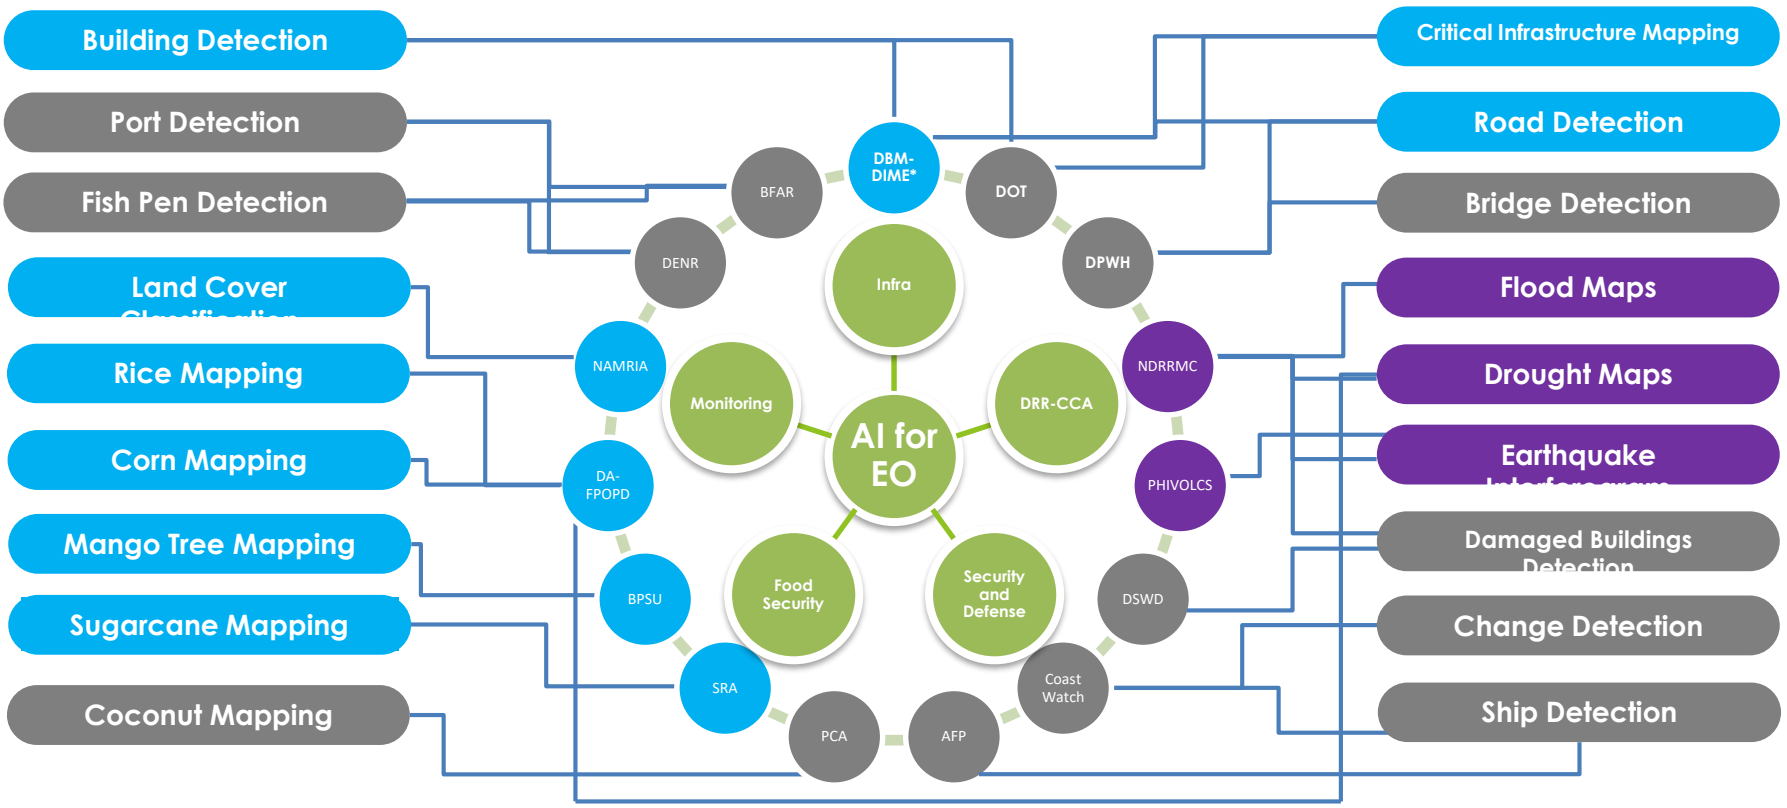 Building Detection
Port Detection
Fish Pen Detection
Land Cover
Classification
Rice Mapping
Corn Mapping
Mango Tree Mapping
Sugarcane Mapping
Coconut Mapping
BFAR
DBM-
DIME*
DOT
DENR
DPWH
NAMRIA
NDRRMC
DA-
FPOPD
PHIVOLCS
BPSU
DSWD
SRA
Coast
Watch
PCA
AFP
Infra
Monitoring
DRR-CCA
AI for
EO
Food
Security
Security
and
Defense
Critical Infrastructure Mapping
Road Detection
Bridge Detection
Flood Maps
Drought Maps
Earthquake
Interferogram
Damaged Buildings
Detection
Change Detection
Ship Detection